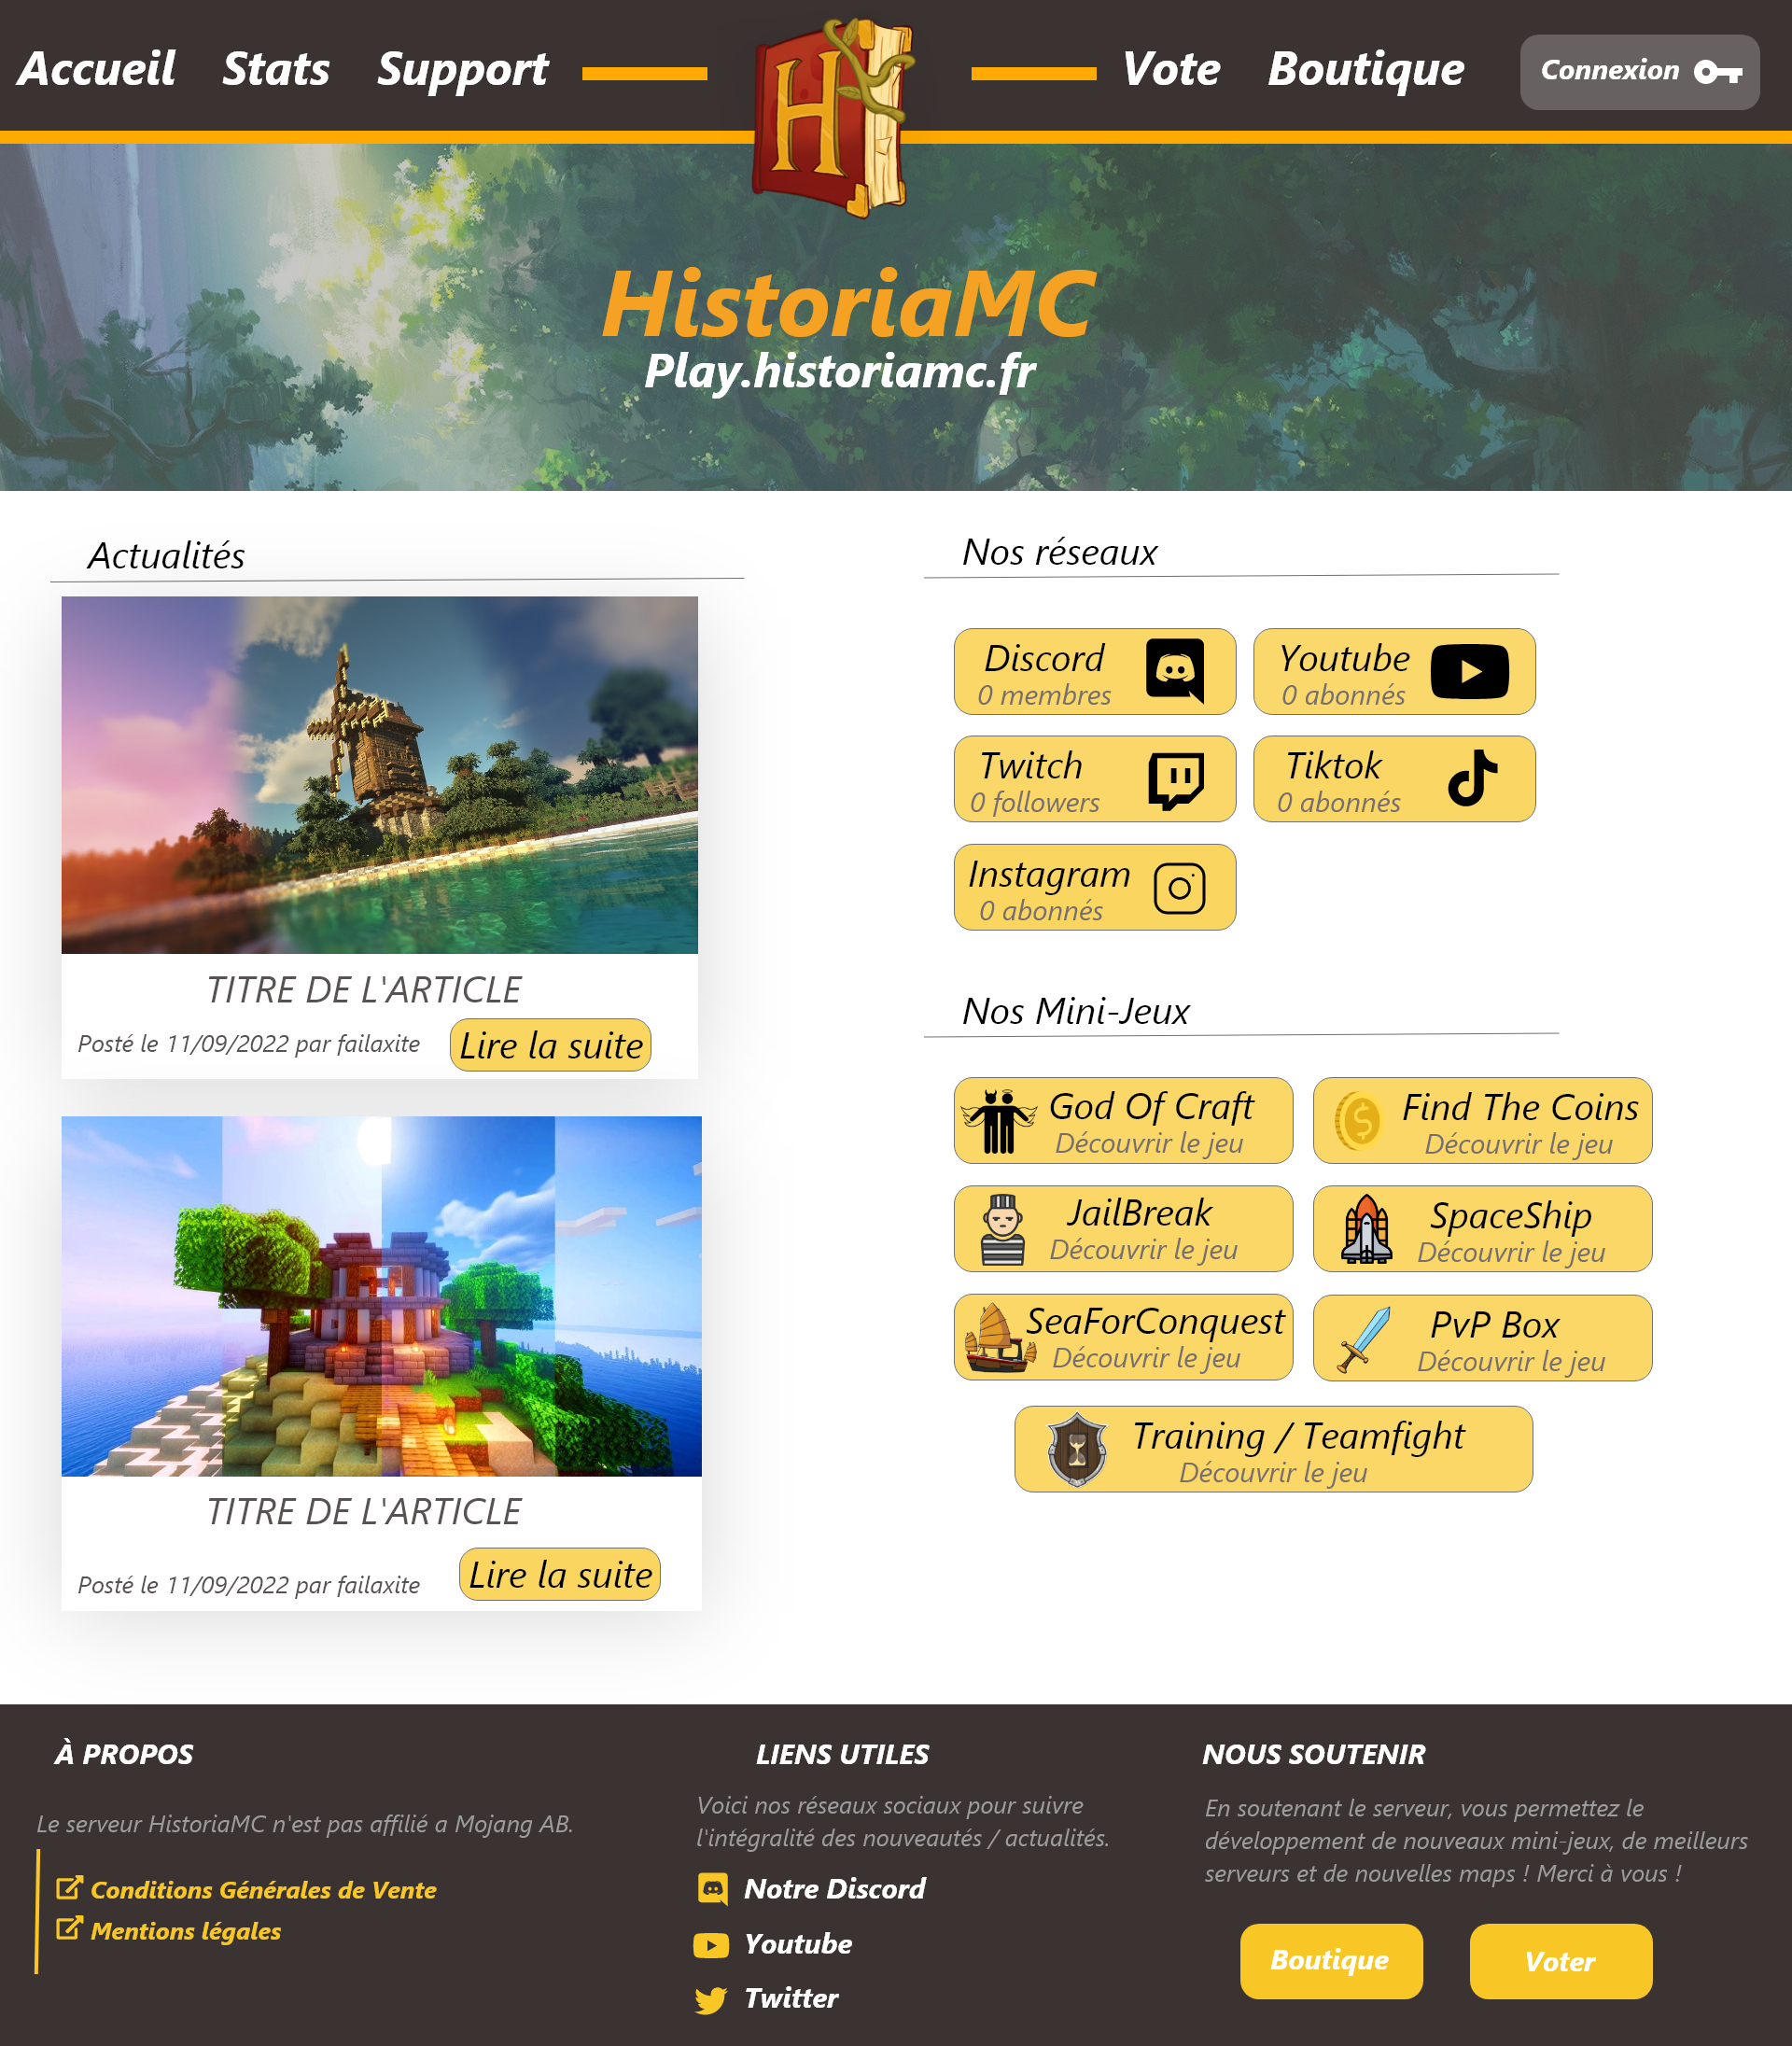 Accueil Stats Support Vote Boutique Connexion
H
HistoriaMC
Play.historiamc.fr
Actualités
TITRE DE L'ARTICLE
Posté le 11/09/2022 par failaxite
Lire la suite
TITRE DE L'ARTICLE
Posté le 11/09/2022 par failaxite
Lire la suite
Nos réseaux
Discord
0 membres
Youtube
0 abonnés
Twitch
0 followers
Tiktok
0 abonnés
Instagram
0 abonnés
Nos Mini-Jeux
God Of Craft
Découvrir le jeu
Find The Coins
Découvrir le jeu
JailBreak
Découvrir le jeu
SpaceShip
Découvrir le jeu
SeaForConquest
Découvrir le jeu
PvP Box
Découvrir le jeu
Training / Teamfight
Découvrir le jeu
À PROPOS
Le serveur HistoriaMC n'est pas affilié a Mojang AB.
Conditions Générales de Vente
Mentions légales
LIENS UTILES
Voici nos réseaux sociaux pour suivre
l'intégralité des nouveautés / actualités.
Notre Discord
Youtube
Twitter
NOUS SOUTENIR
En soutenant le serveur, vous permettez le
développement de nouveaux mini-jeux, de meilleurs
serveurs et de nouvelles maps ! Merci à vous !
Boutique
Voter